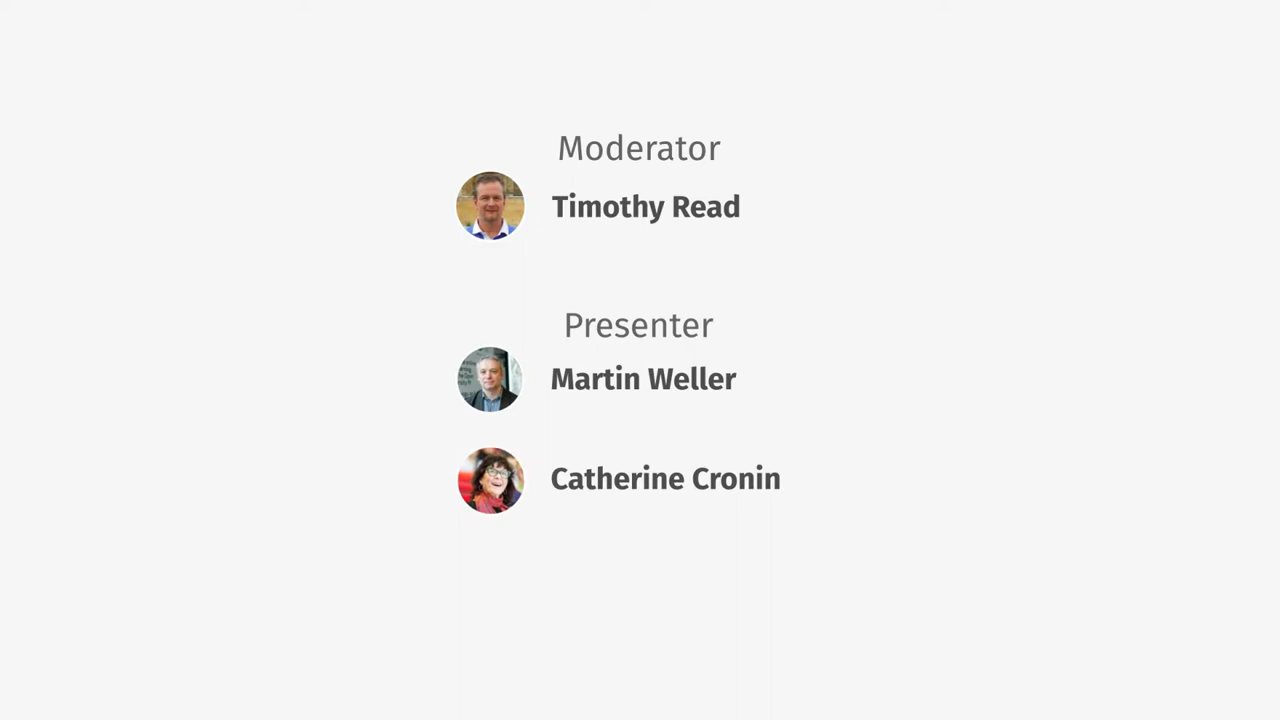 Moderator
Timothy Read
Presenter
Martin Weller
Catherine Cronin